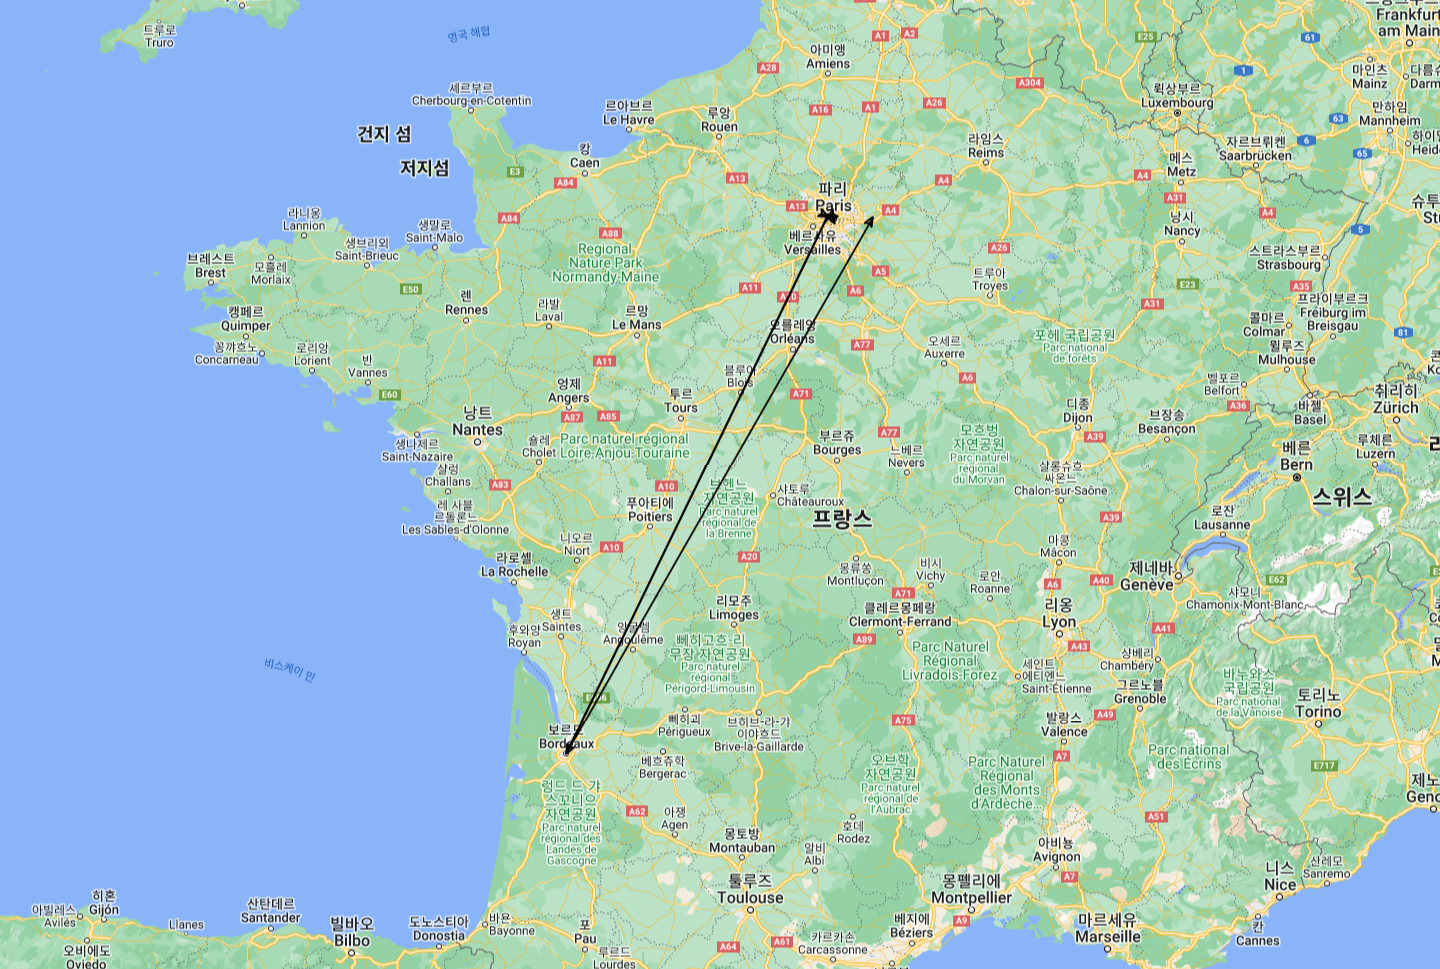 트루로
Truro
영국 해협
아미앵
Amiens
A1
A2
E25
61
Frankfurt
am Main
A28
A304
1
마인츠
Mainz
다름슈
Darm
셰르부르
Cherbourg-en-Cotentin
르아브르
Le Havre
루앙
Rouen
A16
A1
A26
룩상부르
Luxembourg
만하임
Mannheim
63
건지 섬
저지섬
캉
Caen
E3
A84
A13
라임스
Reims
A4
메스
Metz
A4
A31
자르브뤼켄
Saarbrücken
6
65
하이
Heide
파리
Paris
A13
A4
베르사유
Versailles
낭시
Nancy
A4
5
슈투
스트라스부르
Strasbourg
라니옹
Lannion
생브리외
Saint-Brieuc
생말로
Saint-Malo
A84
A88
Regional
Nature Park
Normandy-Maine
A26
브레스트
Brest
모흘레
Morlaix
E50
A11
A5
A6
트루아
Troyes
E23
A31
A35
프라이부르크
Freiburg im
Breisgau
캥페르
Quimper
꽁꺄흐노
Concarneau
로리앙
Lorient
반
Vannes
렌
Rennes
라발
Laval
르망
Le Mans
오를레앙
Orléans
A77
오세르
Auxerre
포헤 국립공원
Parc national
de forêts
콜마르
Colmar
뮐루즈
Mulhouse
81
E60
A11
블루아
Blois
A6
벨포르
Belfort
A36
바젤
Basel
취리히
Zürich
낭트
Nantes
앙제
Angers
A87
A85
투르
Tours
A71
디종
Dijon
A39
브장송
Besançon
생나제르
Saint-Nazaire
숄레
Cholet
Parc naturel régional
Loire-Anjou-Touraine
부르쥬
Bourges
A77
느베르
Nevers
모흐벙
자연공원
Parc naturel
régional
du Morvan
베른
Bern
루체른
Luzern
샬렁
Challans
A83
A10
브헨느
자연공원
Parc naturel
régional de
la Brenne
샤토루
Châteauroux
샬롱슈흐
싸온느
Chalon-sur-Saône
A39
스위스
레 사블
르돌론느
Les Sables-d'Olonne
푸아티에
Poitiers
프랑스
로잔
Lausanne
니오르
Niort
A10
A20
라로셸
La Rochelle
몽류쏭
Montluçon
비시
Vichy
로안
Roanne
마콩
Mâcon
제네바
Genève
A6
A40
E62
샤모니
Chamonix-Mont-Blanc
생트
Saintes
후와양
Royan
앙굴렘
Angoulême
리모주
Limoges
A71
클레르몽페랑
Clermont-Ferrand
A89
리옹
Lyon
A43
A41
샹베리
Chambéry
비스케이 만
뻬히고흐-리
무장 자연공원
Parc naturel
régional
Périgord-Limousin
Parc Naturel
Régional
Livradois-Forez
세인트
에티엔느
Saint-Étienne
그르노블
Grenoble
바누와스
국립공원
Parc national
de la Vanoise
토리노
Torino
보르도
Bordeaux
뻬히괴
Périgueux
브히브-라-갸
이야흐드
Brive-la-Gaillarde
A75
발랑스
Valence
A49
A7
Parc national
des Écrins
E717
베흐쥬학
Bergerac
오브학
자연공원
Parc naturel
régional de
l'Aubrac
Parc Naturel
Régional
des Monts
d'Ardèche...
제노
Geno
렁드 드 갸
스꼬니으
자연공원
Parc naturel
régional des
Landes de
Gascogne
A62
아쟁
Agen
몽토방
Montauban
알비
Albi
호데
Rodez
아비뇽
Avignon
A7
A51
니스
Nice
산레모
Sanremo
툴루즈
Toulouse
몽펠리에
Montpellier
A9
베지에
Béziers
마르세유
Marseille
칸
Cannes
아빌레스
Avilés
히혼
Gijón
오비에도
Oviedo
Llanes
산탄데르
Santander
빌바오
Bilbo
도노스티아
Donostia
바욘
Bayonne
포
Pau
루르드
Lourdes
A64
A61
카르카손
Carcassonne